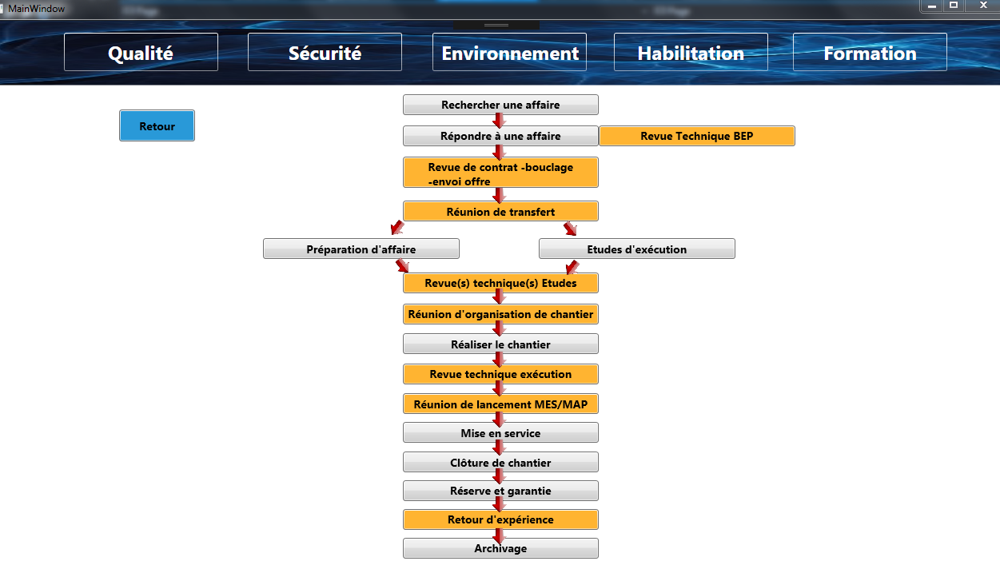 MainWindow
Qualité
Sécurité
Environnement
Habilitation
Formation
Retour
Rechercher une affaire
Répondre à une affaire
Revue Technique BEP
Revue de contrat -bouclage
-envoi offre
Réunion de transfert
Préparation d'affaire
Etudes d'exécution
Revue(s) technique(s) Etudes
Réunion d'organisation de chantier
Réaliser le chantier
Revue technique exécution
Réunion de lancement MES/MAP
Mise en service
Clôture de chantier
Réserve et garantie
Retour d'expérience
Archivage